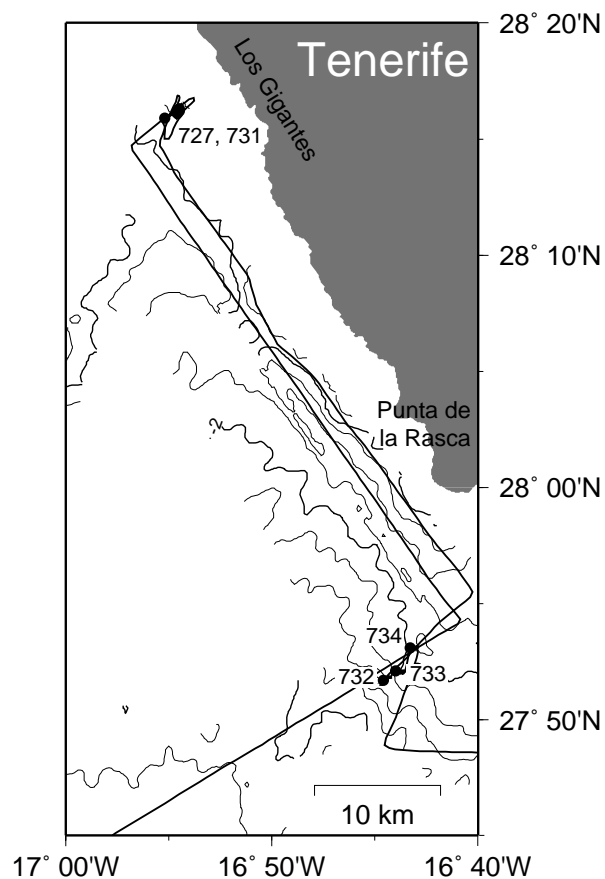 28° 20'N
Tenerife
Los Gigantes
727, 731
28° 10'N
Punta de
la Rasca
-2
28° 00'N
734
732
733
27° 50'N
10 km
17° 00'W
16° 50'W
16° 40'W